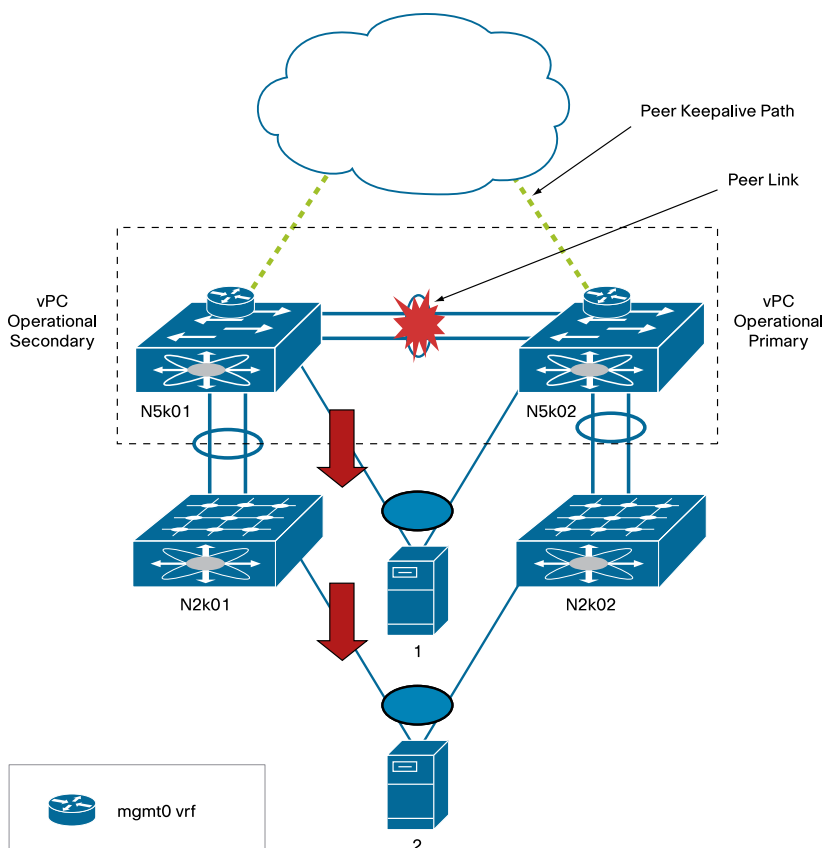 Peer Keepalive Path
Peer Link
vPC
Operational
Secondary
vPC
Operational
Primary
N5k01
N5k02
N2k01
N2k02
1
2
mgmt0 vrf